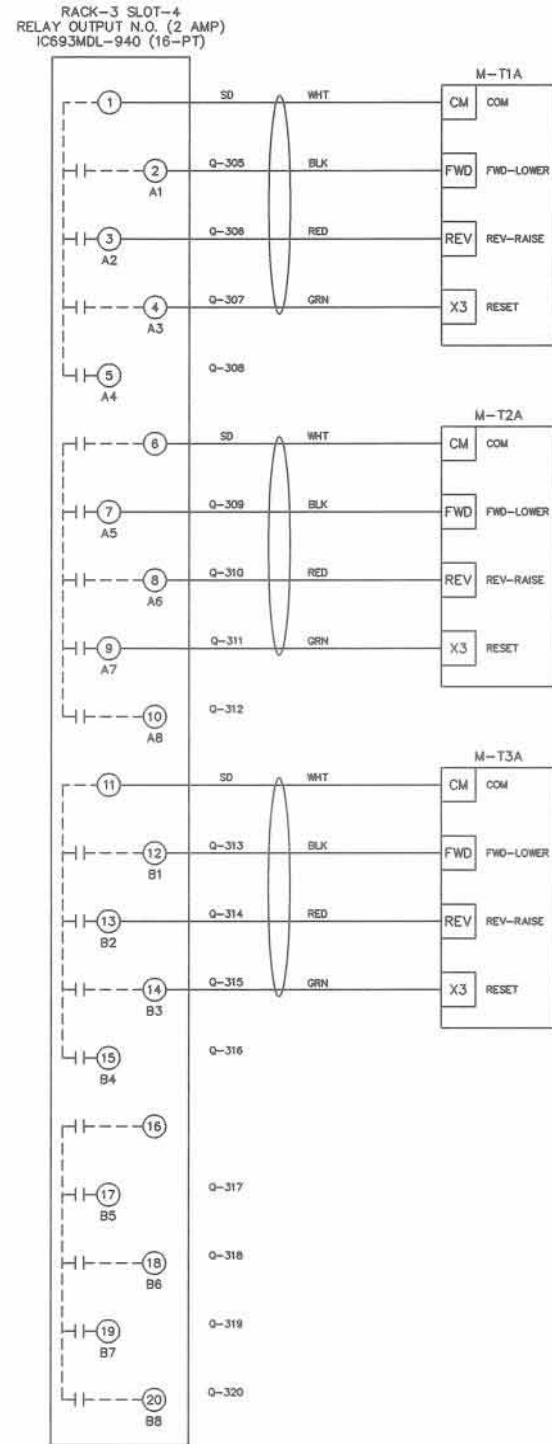 RACK-3 SLOT-4
RELAY OUTPUT N.O. (2 AMP)
IC693MDL-940 (16-PT)
M-T1A
1 SD WHT CM COM
2 Q-305 BLK FWD FWD-LOWER
A1
3 Q-306 RED REV REV-RAISE
A2
4 Q-307 GRN X3 RESET
A3
5 Q-308
A4
M-T2A
6 SD WHT CM COM
7 Q-309 BLK FWD FWD-LOWER
A5
8 Q-310 RED REV REV-RAISE
A6
9 Q-311 GRN X3 RESET
A7
10 Q-312
A8
M-T3A
11 SD WHT CM COM
12 Q-313 BLK FWD FWD-LOWER
B1
13 Q-314 RED REV REV-RAISE
B2
14 Q-315 GRN X3 RESET
B3
15 Q-316
B4
16
17 Q-317
B5
18 Q-318
B6
19 Q-319
B7
20 Q-320
B8